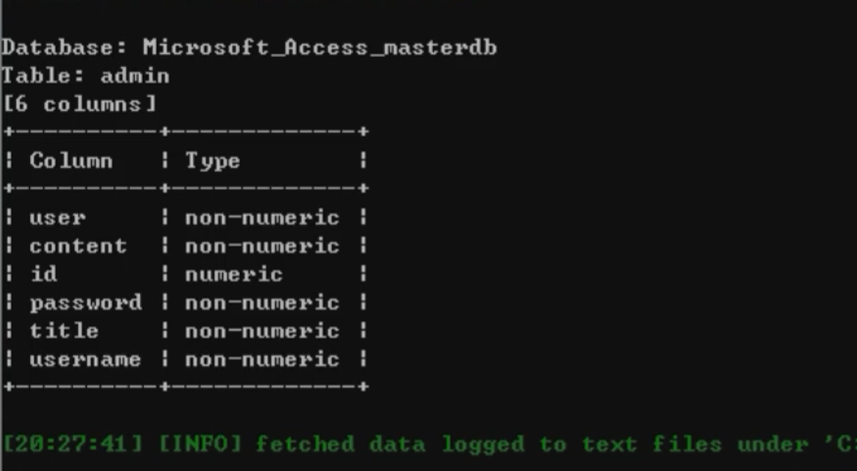 Database: Microsoft_Access_masterdb
Table: admin
[6 columns]
+----------+-------------+
| Column   | Type        |
+----------+-------------+
| user     | non-numeric |
| content  | non-numeric |
| id       | numeric     |
| password | non-numeric |
| title    | non-numeric |
| username | non-numeric |
+----------+-------------+
[20:27:41] [INFO] fetched data logged to text files under 'C: